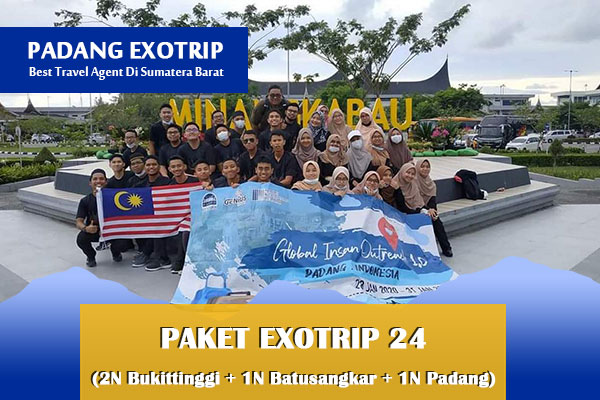 PADANG EXOTRIP
Best Travel Agent Di Sumatera Barat
GENIUS
Global Insan Outreach
PADANG, INDONESIA
PAKET EXOTRIP 24
(2N Bukittinggi + 1N Batusangkar + 1N Padang)